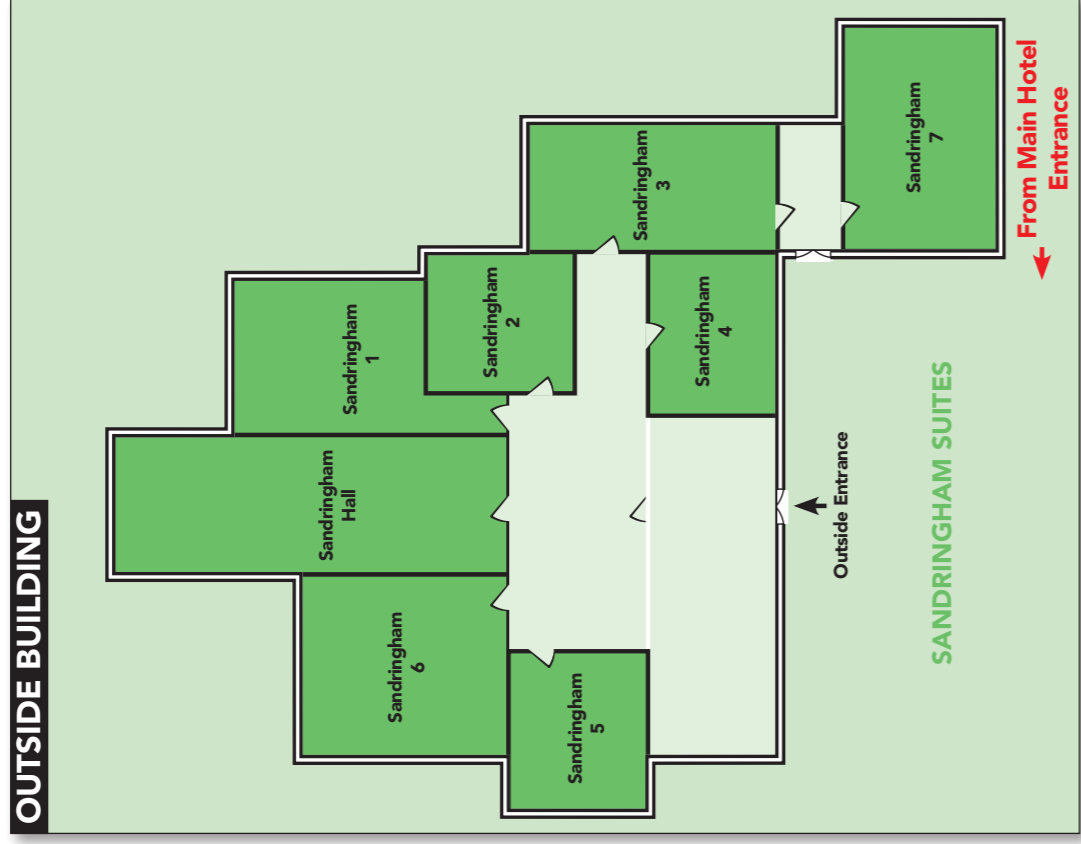 OUTSIDE BUILDING
Sandringham
Hall
Sandringham
1
Sandringham
6
Sandringham
2
Sandringham
3
Sandringham
5
Sandringham
4
Sandringham
7
Outside Entrance
SANDRINGHAM SUITES
From Main Hotel
Entrance